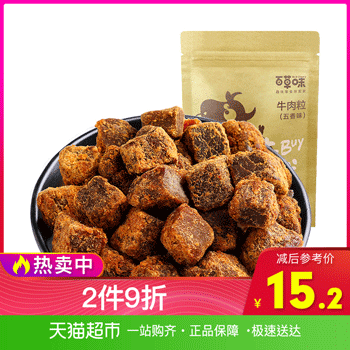 百草味
牛肉粒
(五香味)
Buy
热卖中
2件9折
减后参考价
¥15.2
天猫超市 一站购齐·正品保障·极速送达